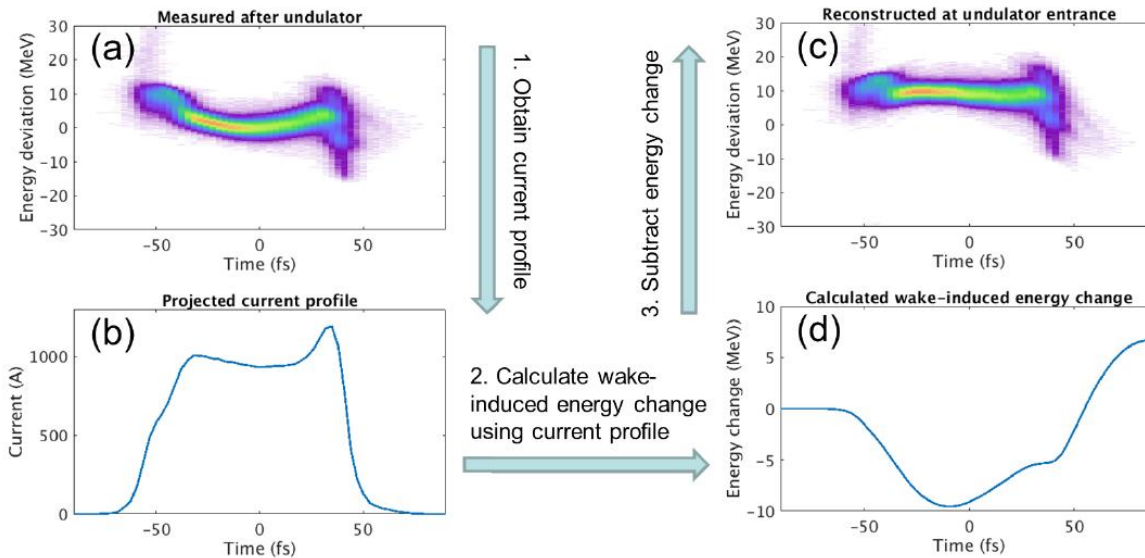 Measured after undulator
(a)
Energy deviation (MeV)
30
20
10
0
-10
-20
-30
-50
0
50
Time (fs)
1. Obtain current
profile
3. Subtract energy change
Reconstructed at undulator entrance
(c)
Energy deviation (MeV)
30
20
10
0
-10
-20
-30
-50
0
50
Time (fs)
Projected current profile
(b)
Current (A)
1000
500
0
-50
0
50
Time (fs)
2. Calculate wake-
induced energy change
using current profile
Calculated wake-induced energy change
(d)
Energy change (MeV))
10
5
0
-5
-10
-50
0
50
Time (fs)